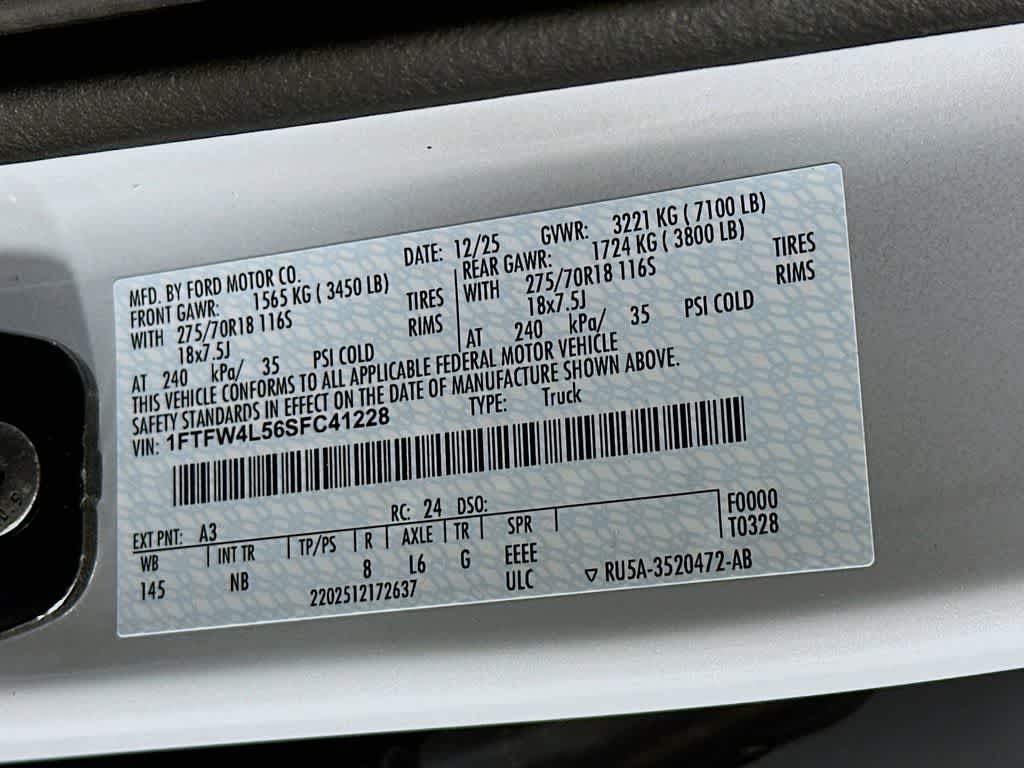 MFD. BY FORD MOTOR CO. DATE: 12/25 GVWR: 3221 KG ( 7100 LB)
FRONT GAWR: 1565 KG ( 3450 LB) REAR GAWR: 1724 KG ( 3800 LB)
WITH 275/70R18 116S TIRES WITH 275/70R18 116S TIRES
18x7.5J RIMS 18x7.5J RIMS
AT 240 kPa/ 35 PSI COLD AT 240 kPa/ 35 PSI COLD
THIS VEHICLE CONFORMS TO ALL APPLICABLE FEDERAL MOTOR VEHICLE
SAFETY STANDARDS IN EFFECT ON THE DATE OF MANUFACTURE SHOWN ABOVE.
VIN: 1FTFW4L56SFC41228 TYPE: Truck
EXT PNT: A3 RC: 24 DSO: F0000
WB INT TR TP/PS R AXLE TR SPR T0328
145 NB 8 L6 G EEEE
2202512172637 ULC ▽ RU5A-3520472-AB